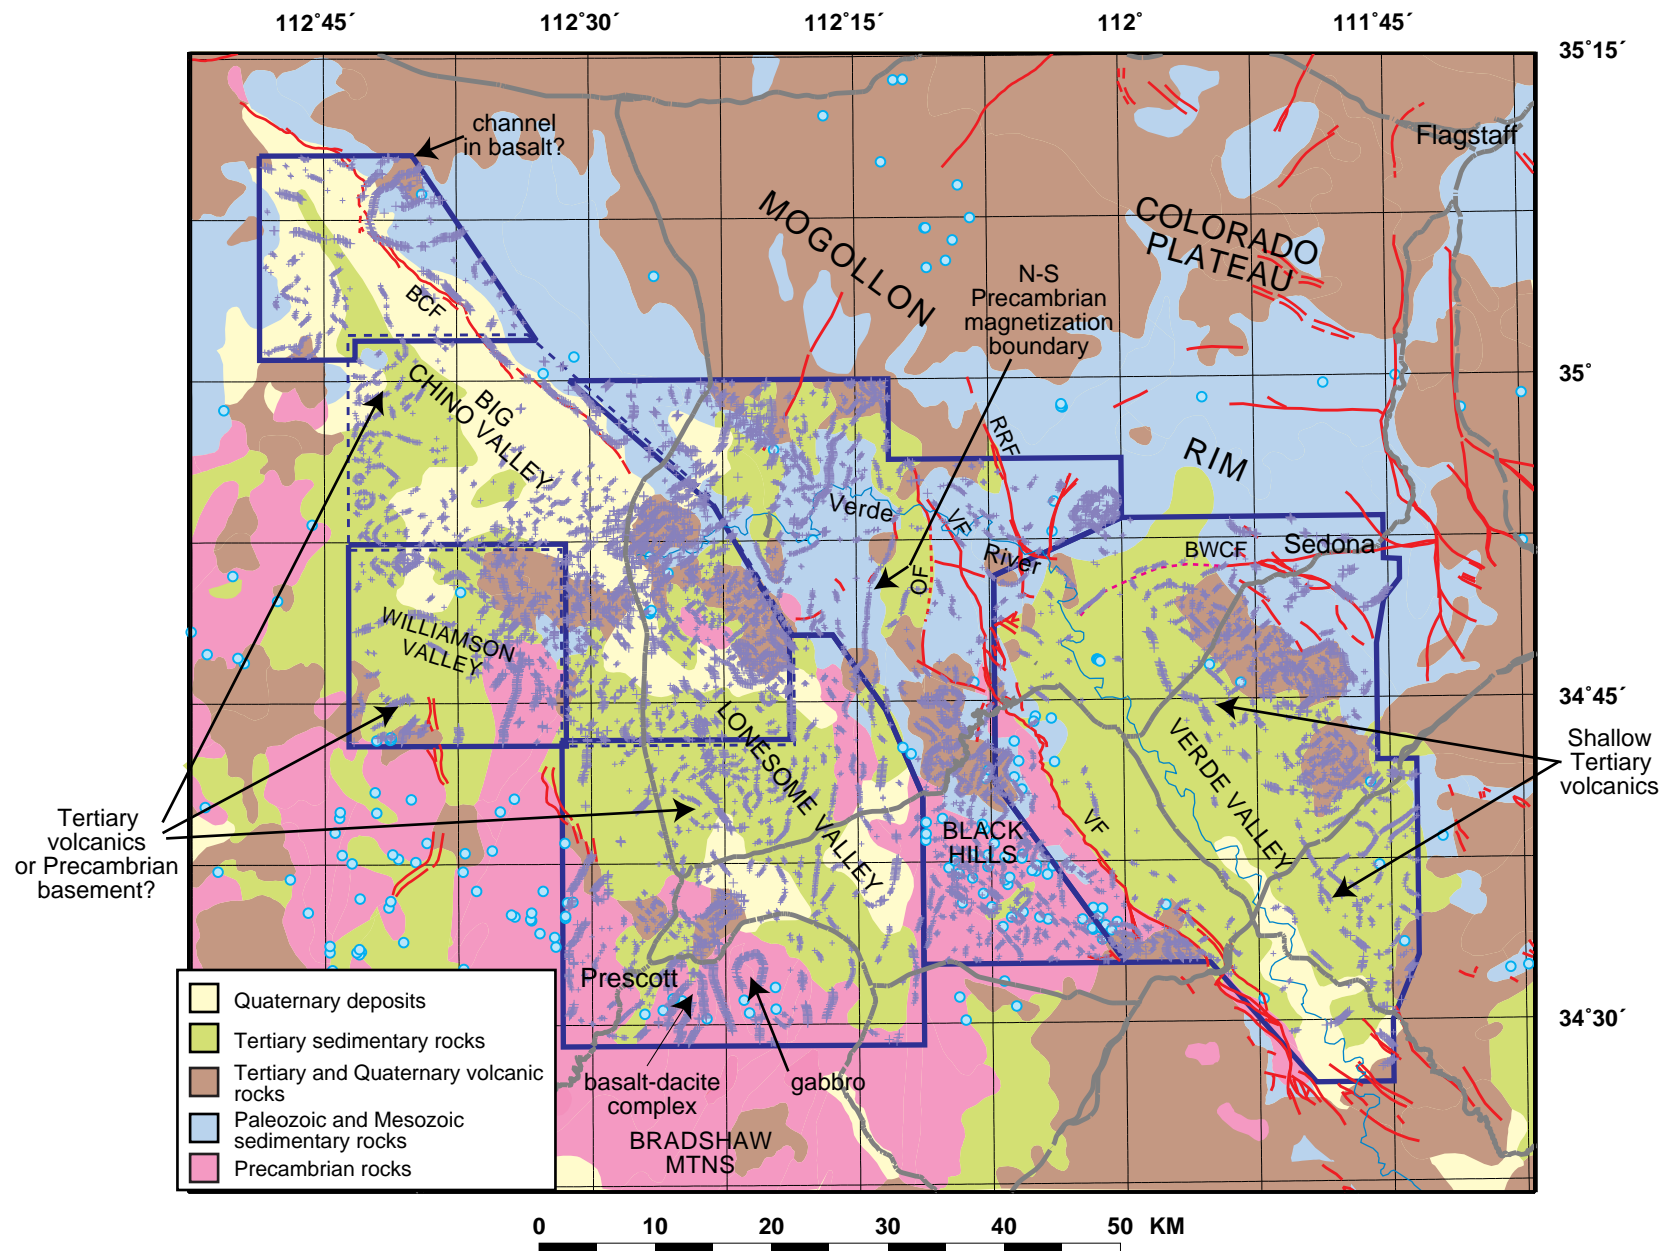 112˚45´
112˚30´
112˚15´
112˚
111˚45´
35˚15´
channel
in basalt?
Flagstaff
MOGOLLON
COLORADO
PLATEAU
N-S
Precambrian
magnetization
boundary
BCF
35˚
BIG
CHINO VALLEY
RRF
RIM
Verde
VF
River
BWCF
Sedona
OF
WILLIAMSON
VALLEY
34˚45´
LONESOME VALLEY
VERDE VALLEY
Shallow
Tertiary
volcanics
Tertiary
volcanics
or Precambrian
basement?
VF
BLACK
HILLS
Prescott
34˚30´
Quaternary deposits
Tertiary sedimentary rocks
Tertiary and Quaternary volcanic
rocks
Paleozoic and Mesozoic
sedimentary rocks
Precambrian rocks
basalt-dacite
complex
gabbro
BRADSHAW
MTNS
0 10 20 30 40 50 KM